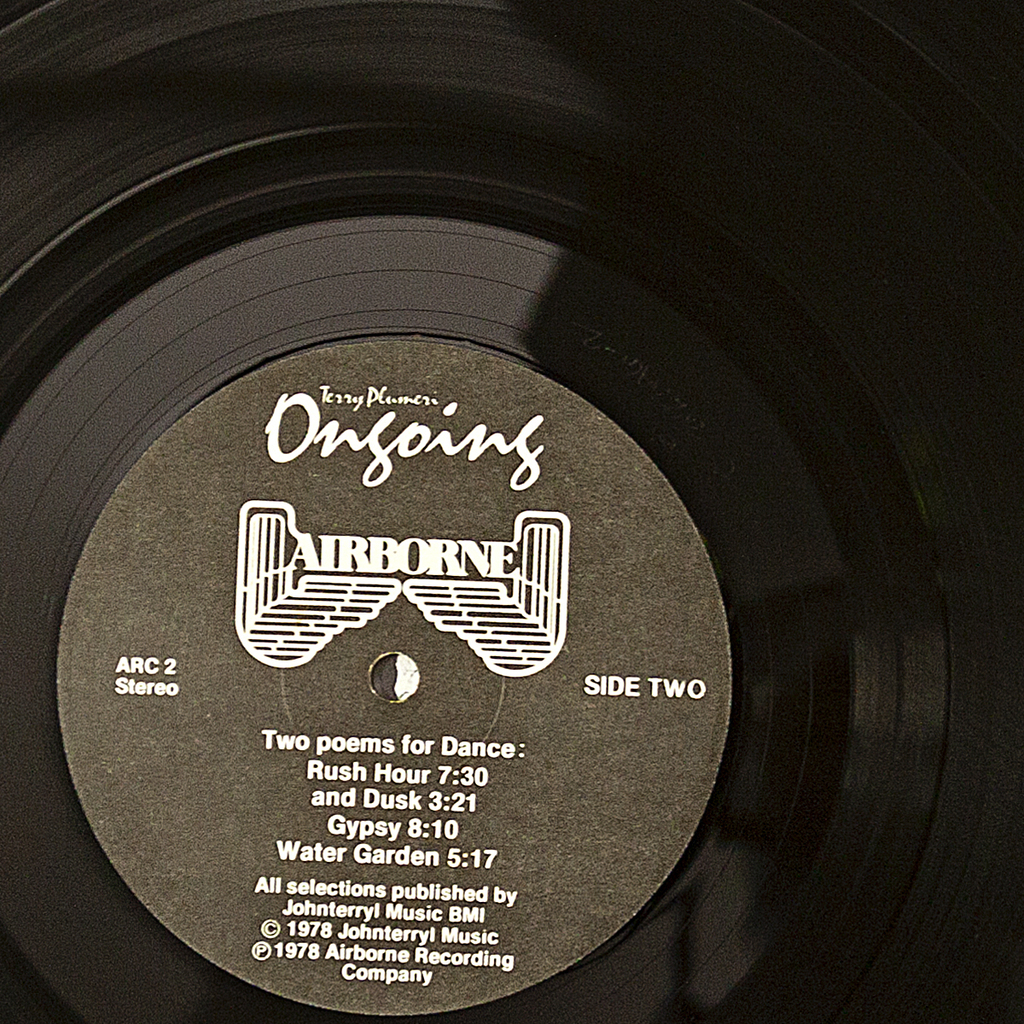 Terry Plumeri
Ongoing
AIRBORNE
ARC 2
Stereo
SIDE TWO
Two poems for Dance:
Rush Hour 7:30
and Dusk 3:21
Gypsy 8:10
Water Garden 5:17
All selections published by
Johnterryl Music BMI
© 1978 Johnterryl Music
℗ 1978 Airborne Recording
Company